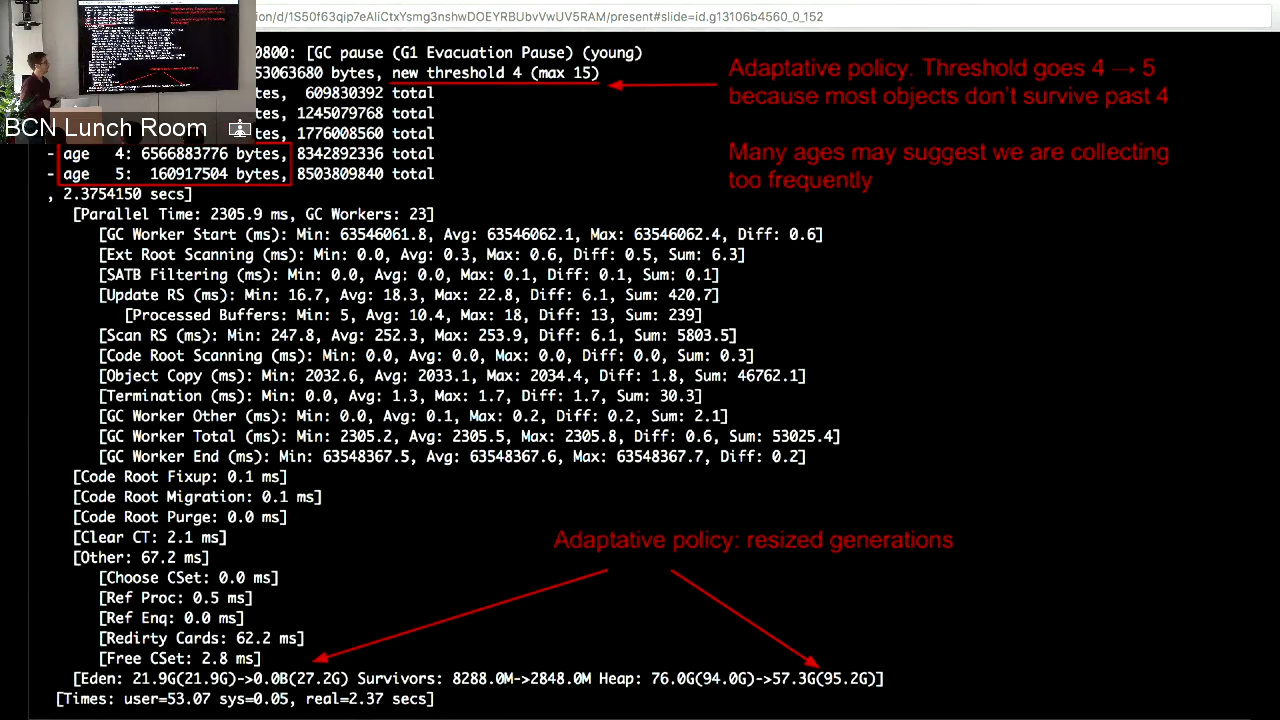 ion/d/1S50f63qip7eAliCtxYsmg3nshwDOEYRBUbvVwUV5RAM/present#slide=id.g13106b4560_0_152
0800: [GC pause (G1 Evacuation Pause) (young)
53063680 bytes, new threshold 4 (max 15)
tes, 609830392 total
tes, 1245079768 total
tes, 1776008560 total
- age 4: 6566883776 bytes, 8342892336 total
- age 5: 160917504 bytes, 8503809840 total
, 2.3754150 secs]
Adaptative policy. Threshold goes 4 → 5
because most objects don't survive past 4
Many ages may suggest we are collecting
too frequently
BCN Lunch Room
[Parallel Time: 2305.9 ms, GC Workers: 23]
[GC Worker Start (ms): Min: 63546061.8, Avg: 63546062.1, Max: 63546062.4, Diff: 0.6]
[Ext Root Scanning (ms): Min: 0.0, Avg: 0.3, Max: 0.6, Diff: 0.5, Sum: 6.3]
[SATB Filtering (ms): Min: 0.0, Avg: 0.0, Max: 0.1, Diff: 0.1, Sum: 0.1]
[Update RS (ms): Min: 16.7, Avg: 18.3, Max: 22.8, Diff: 6.1, Sum: 420.7]
[Processed Buffers: Min: 5, Avg: 10.4, Max: 18, Diff: 13, Sum: 239]
[Scan RS (ms): Min: 247.8, Avg: 252.3, Max: 253.9, Diff: 6.1, Sum: 5803.5]
[Code Root Scanning (ms): Min: 0.0, Avg: 0.0, Max: 0.0, Diff: 0.0, Sum: 0.3]
[Object Copy (ms): Min: 2032.6, Avg: 2033.1, Max: 2034.4, Diff: 1.8, Sum: 46762.1]
[Termination (ms): Min: 0.0, Avg: 1.3, Max: 1.7, Diff: 1.7, Sum: 30.3]
[GC Worker Other (ms): Min: 0.0, Avg: 0.1, Max: 0.2, Diff: 0.2, Sum: 2.1]
[GC Worker Total (ms): Min: 2305.2, Avg: 2305.5, Max: 2305.8, Diff: 0.6, Sum: 53025.4]
[GC Worker End (ms): Min: 63548367.5, Avg: 63548367.6, Max: 63548367.7, Diff: 0.2]
[Code Root Fixup: 0.1 ms]
[Code Root Migration: 0.1 ms]
[Code Root Purge: 0.0 ms]
[Clear CT: 2.1 ms]
[Other: 67.2 ms]
Adaptative policy: resized generations
[Choose CSet: 0.0 ms]
[Ref Proc: 0.5 ms]
[Ref Enq: 0.0 ms]
[Redirty Cards: 62.2 ms]
[Free CSet: 2.8 ms]
[Eden: 21.9G(21.9G)->0.0B(27.2G) Survivors: 8288.0M->2848.0M Heap: 76.0G(94.0G)->57.3G(95.2G)]
[Times: user=53.07 sys=0.05, real=2.37 secs]